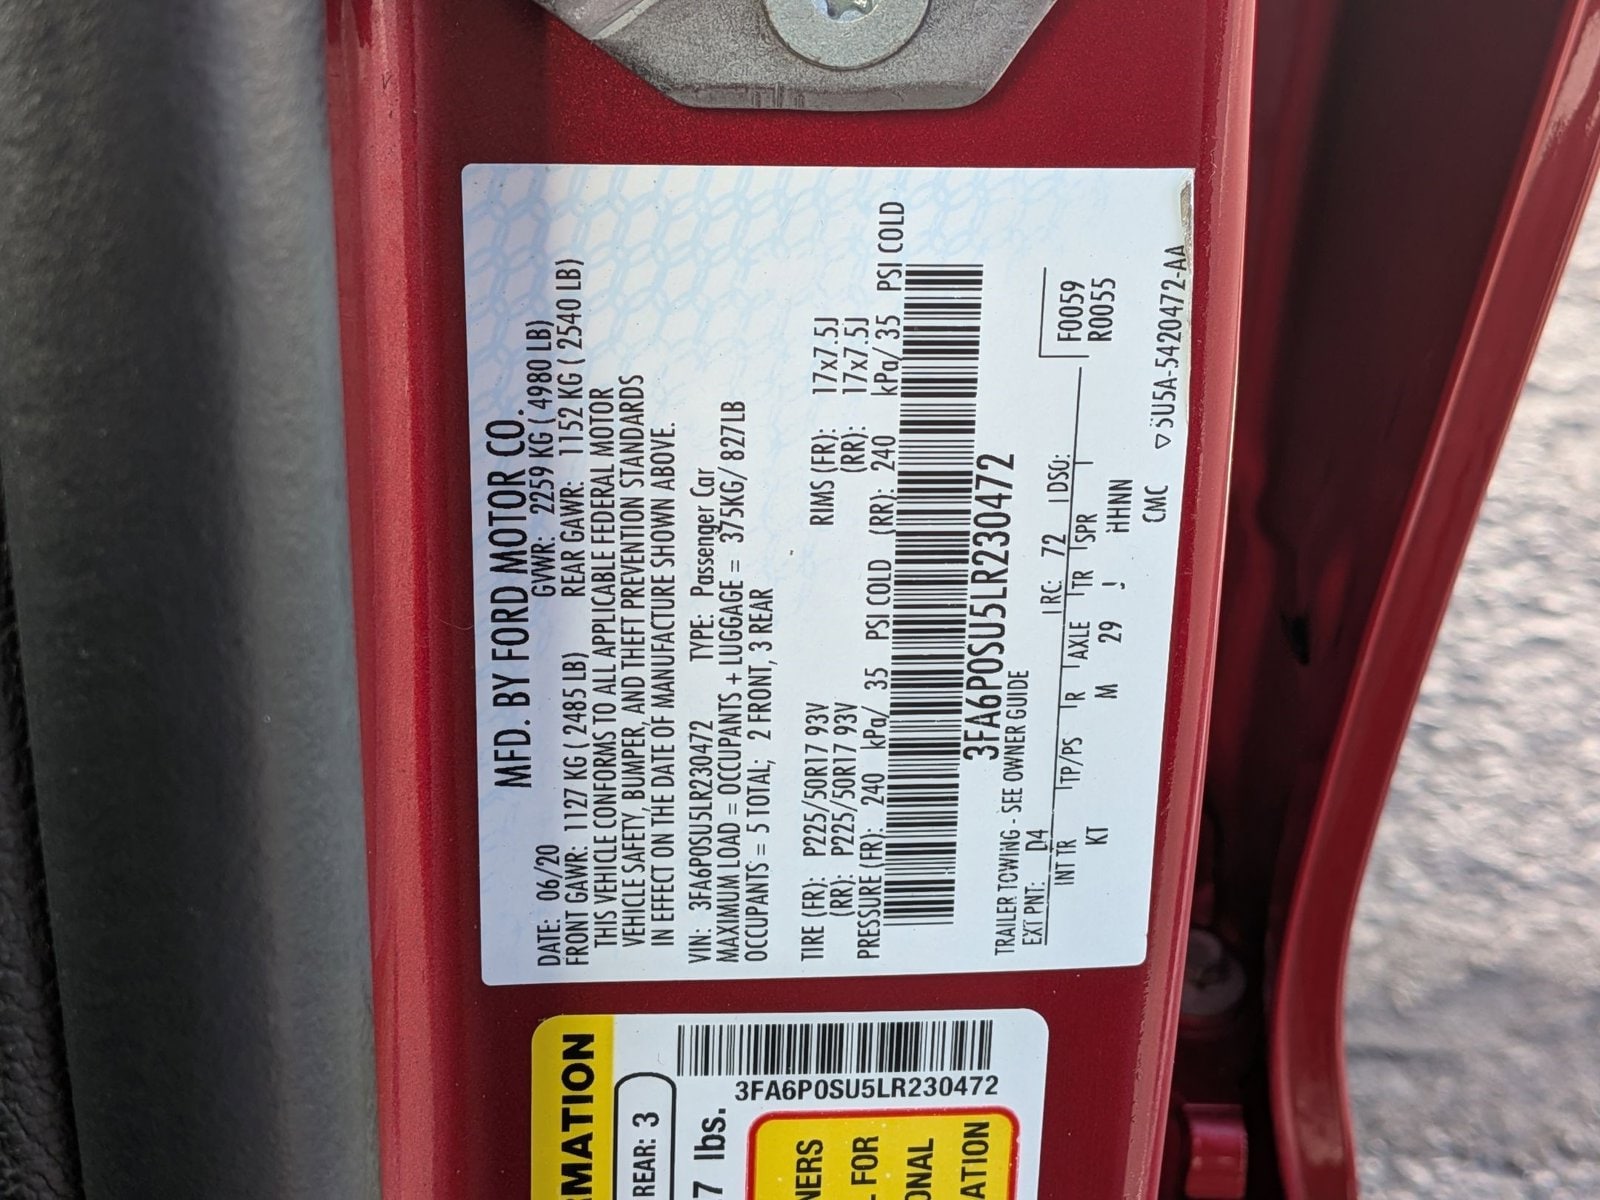 MFD. BY FORD MOTOR CO.
DATE: 06/20 GVWR: 2259 KG ( 4980 LB)
FRONT GAWR: 1127 KG ( 2485 LB) REAR GAWR: 1152 KG ( 2540 LB)
THIS VEHICLE CONFORMS TO ALL APPLICABLE FEDERAL MOTOR
VEHICLE SAFETY, BUMPER, AND THEFT PREVENTION STANDARDS
IN EFFECT ON THE DATE OF MANUFACTURE SHOWN ABOVE.
VIN: 3FA6P0SU5LR230472 TYPE: Passenger Car
MAXIMUM LOAD = OCCUPANTS + LUGGAGE = 375KG/ 827LB
OCCUPANTS = 5 TOTAL; 2 FRONT, 3 REAR
TIRE (FR): P225/50R17 93V RIMS (FR): 17x7.5J
(RR): P225/50R17 93V (RR): 17x7.5J
PRESSURE (FR): 240 kPa/ 35 PSI COLD (RR): 240 kPa/ 35 PSI COLD
3FA6P0SU5LR230472
TRAILER TOWING - SEE OWNER GUIDE
EXT PNT: D4 RC: 72 DSO: F0059
INT TR TP/PS R AXLE TR SPR R0055
KT M 29 J HHNN
CMC 5U5A-5420472-AA
RMATION
REAR: 3
7 lbs.
3FA6P0SU5LR230472
NERS
FOR
ONAL
ATION